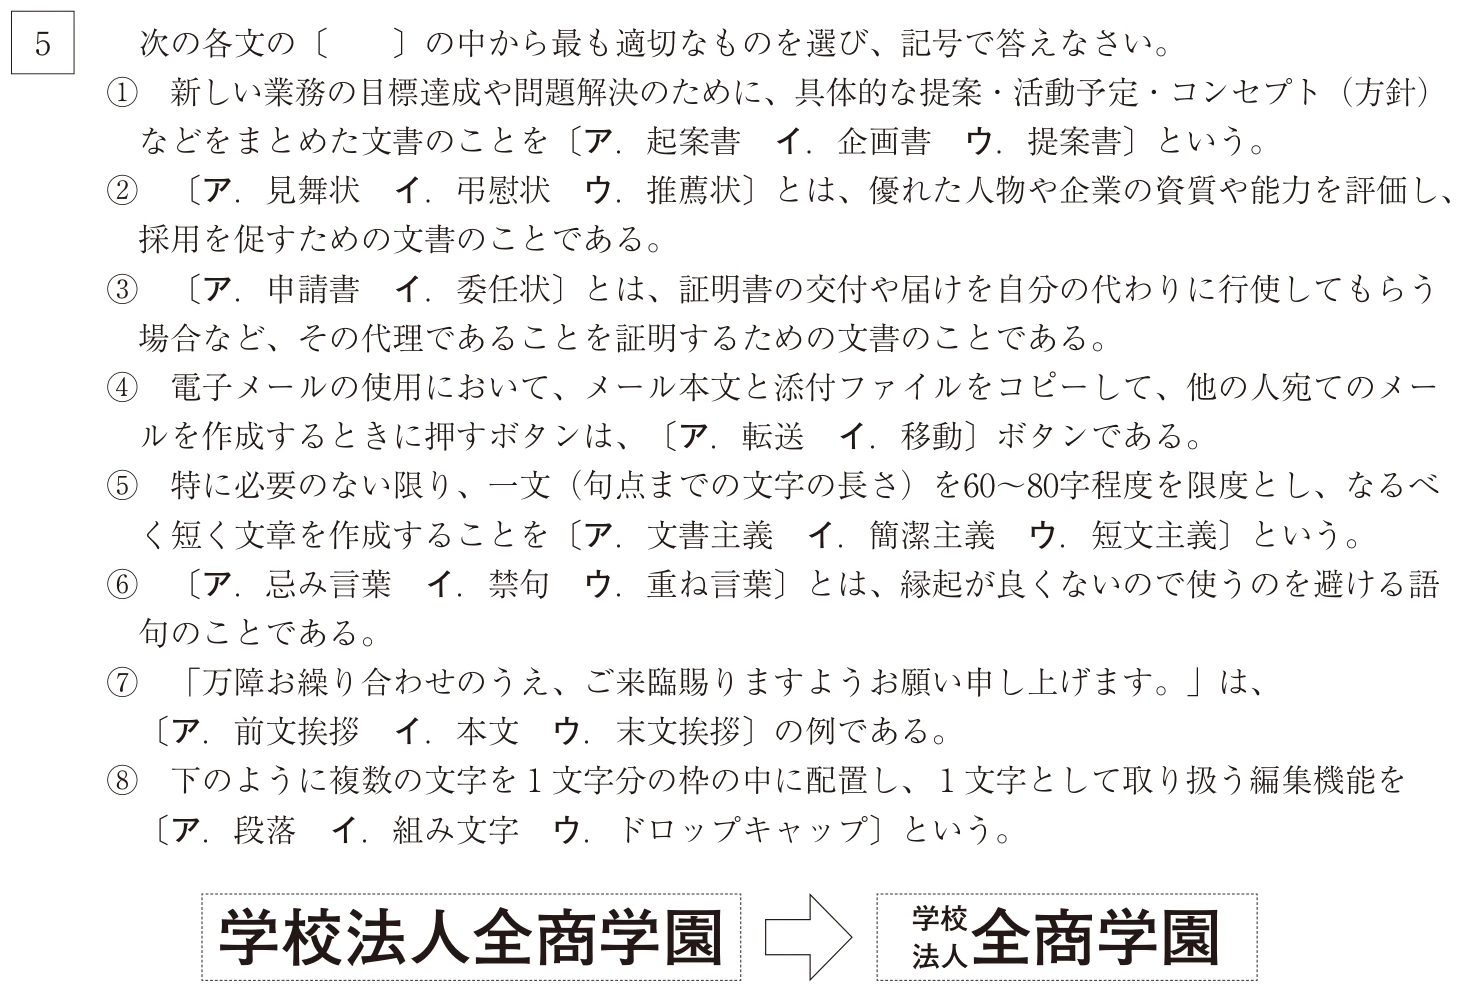 5　次の各文の〔　　〕の中から最も適切なものを選び、記号で答えなさい。
①　新しい業務の目標達成や問題解決のために、具体的な提案・活動予定・コンセプト（方針）
などをまとめた文書のことを〔ア．起案書　イ．企画書　ウ．提案書〕という。
②　〔ア．見舞状　イ．弔慰状　ウ．推薦状〕とは、優れた人物や企業の資質や能力を評価し、
採用を促すための文書のことである。
③　〔ア．申請書　イ．委任状〕とは、証明書の交付や届けを自分の代わりに行使してもらう
場合など、その代理であることを証明するための文書のことである。
④　電子メールの使用において、メール本文と添付ファイルをコピーして、他の人宛てのメー
ルを作成するときに押すボタンは、〔ア．転送　イ．移動〕ボタンである。
⑤　特に必要のない限り、一文（句点までの文字の長さ）を60～80字程度を限度とし、なるべ
く短く文章を作成することを〔ア．文書主義　イ．簡潔主義　ウ．短文主義〕という。
⑥　〔ア．忌み言葉　イ．禁句　ウ．重ね言葉〕とは、縁起が良くないので使うのを避ける語
句のことである。
⑦　「万障お繰り合わせのうえ、ご来臨賜りますようお願い申し上げます。」は、
〔ア．前文挨拶　イ．本文　ウ．末文挨拶〕の例である。
⑧　下のように複数の文字を１文字分の枠の中に配置し、１文字として取り扱う編集機能を
〔ア．段落　イ．組み文字　ウ．ドロップキャップ〕という。
学校法人全商学園
学校
法人全商学園